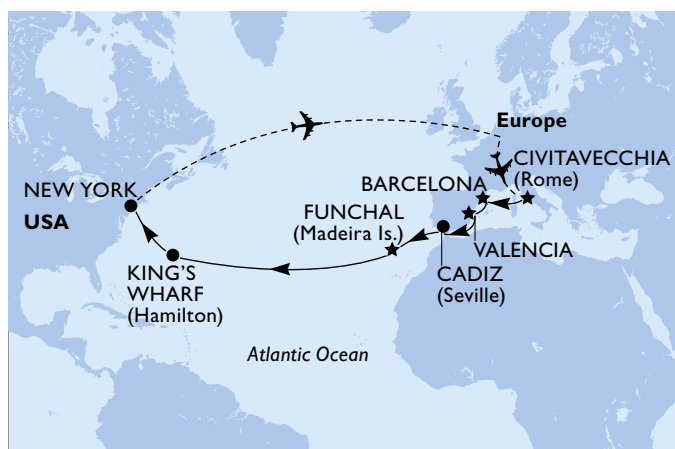 Europe
CIVITAVECCHIA
(Rome)
BARCELONA
NEW YORK
USA
FUNCHAL
(Madeira Is.)
VALENCIA
CADIZ
(Seville)
KING'S
WHARF
(Hamilton)
Atlantic Ocean